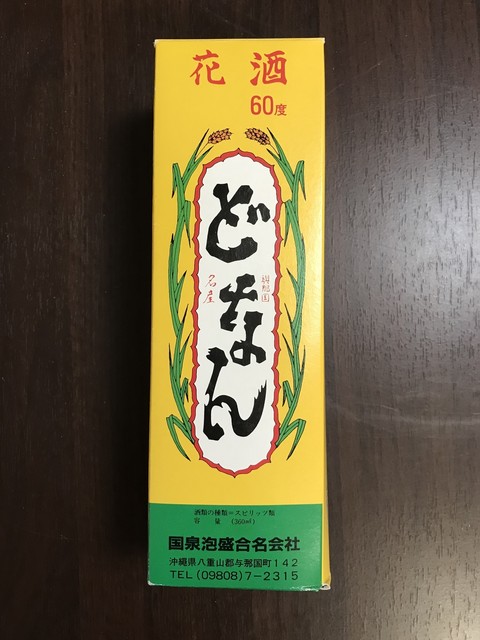 花酒
60度
どなん
与那国
名産
酒類の種類=スピリッツ類
容 量 (360ml)
国泉泡盛合名会社
沖縄県八重山郡与那国町142
TEL (09808)7-2315